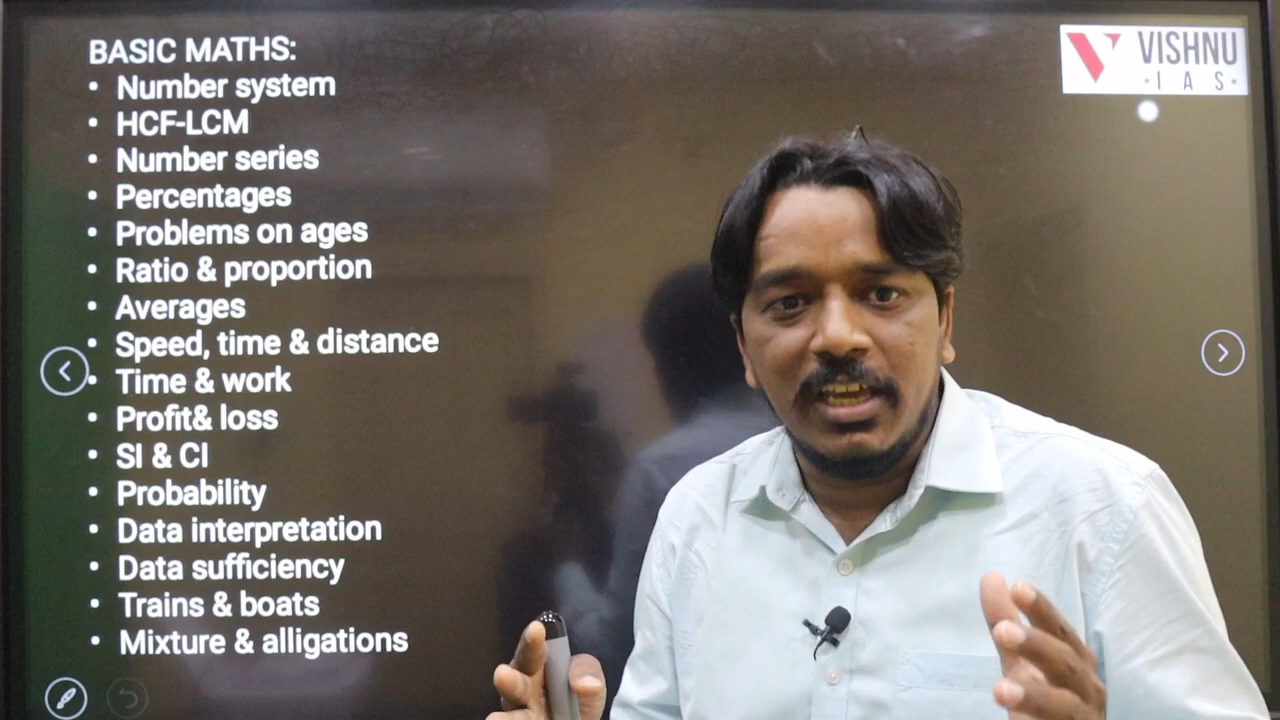 BASIC MATHS:
• Number system
• HCF-LCM
• Number series
• Percentages
• Problems on ages
• Ratio & proportion
• Averages
• Speed, time & distance
• Time & work
• Profit& loss
• SI & CI
• Probability
• Data interpretation
• Data sufficiency
• Trains & boats
• Mixture & alligations
VISHNU
• I A S •